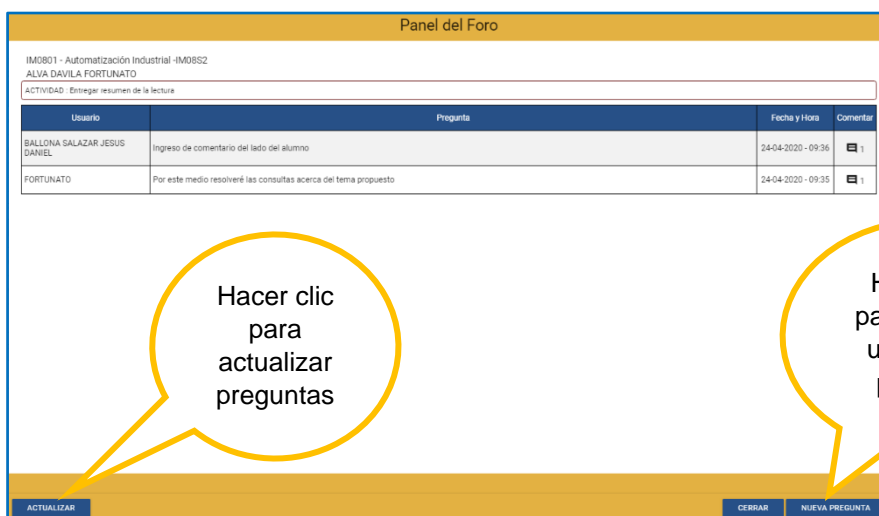 Panel del Foro
IM0801 - Automatización Industrial -IM08S2
ALVA DAVILA FORTUNATO
ACTIVIDAD : Entregar resumen de la lectura
Usuario Pregunta Fecha y Hora Comentar
BALLONA SALAZAR JESUS DANIEL Ingreso de comentario del lado del alumno 24-04-2020 - 09:36 1
FORTUNATO Por este medio resolveré las consultas acerca del tema propuesto 24-04-2020 - 09:35 1
Hacer clic
para
actualizar
preguntas
ACTUALIZAR CERRAR NUEVA PREGUNTA